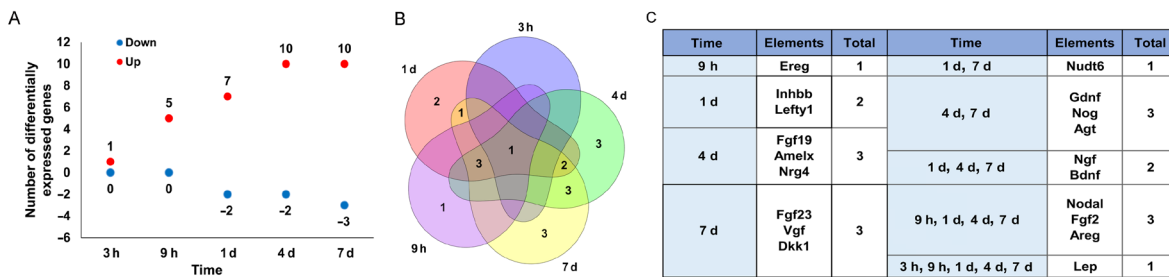 A
Down
Up
Number of differentially
expressed genes
12
10
8
6
4
2
0
−2
−4
−6
1
5
7
10
10
0
0
−2
−2
−3
3 h
9 h
1 d
4 d
7 d
Time
B
3 h
1 d
4 d
9 h
7 d
2
1
3
1
3
2
3
1
3
C
Time Elements Total Time Elements Total
9 h Ereg 1 1 d, 7 d Nudt6 1
1 d Inhbb
Lefty1 2
4 d, 7 d Gdnf
Nog
Agt 3
4 d Fgf19
Amelx
Nrg4 3
1 d, 4 d, 7 d Ngf
Bdnf 2
7 d Fgf23
Vgf
Dkk1 3
9 h, 1 d, 4 d, 7 d Nodal
Fgf2
Areg 3
3 h, 9 h, 1 d, 4 d, 7 d Lep 1